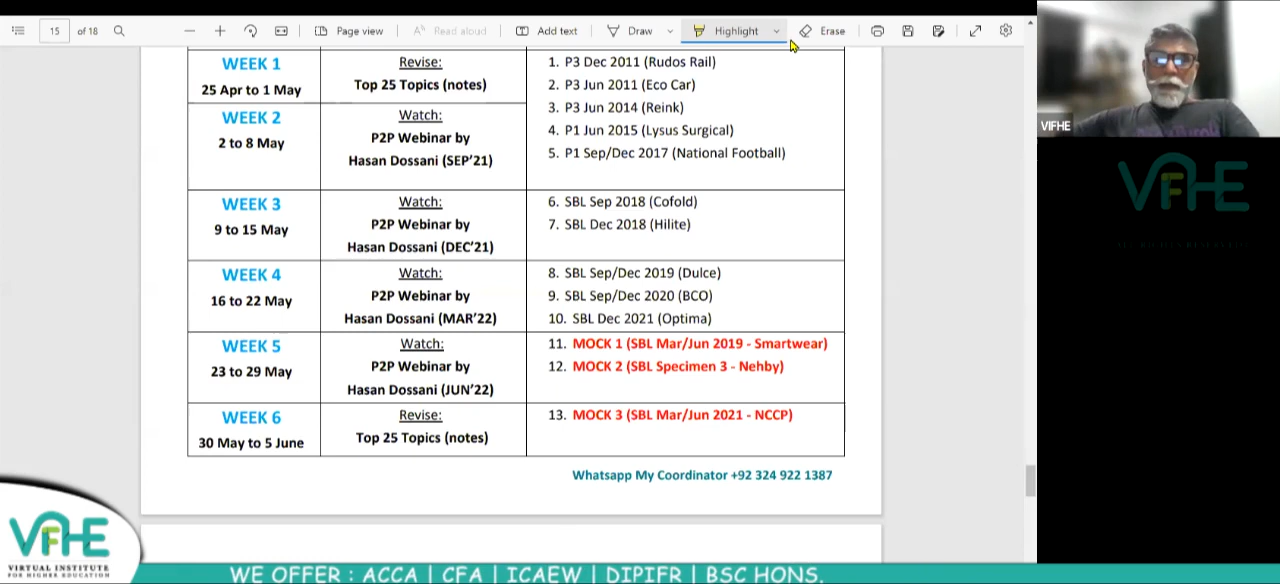 15 of 18
Page view
Read aloud
Add text
Draw
Highlight
Erase
WEEK 1
25 Apr to 1 May
Revise:
Top 25 Topics (notes)
1. P3 Dec 2011 (Rudos Rail)
2. P3 Jun 2011 (Eco Car)
3. P3 Jun 2014 (Reink)
4. P1 Jun 2015 (Lysus Surgical)
5. P1 Sep/Dec 2017 (National Football)
WEEK 2
2 to 8 May
Watch:
P2P Webinar by
Hasan Dossani (SEP'21)
WEEK 3
9 to 15 May
Watch:
P2P Webinar by
Hasan Dossani (DEC'21)
6. SBL Sep 2018 (Cofold)
7. SBL Dec 2018 (Hilite)
WEEK 4
16 to 22 May
Watch:
P2P Webinar by
Hasan Dossani (MAR'22)
8. SBL Sep/Dec 2019 (Dulce)
9. SBL Sep/Dec 2020 (BCO)
10. SBL Dec 2021 (Optima)
WEEK 5
23 to 29 May
Watch:
P2P Webinar by
Hasan Dossani (JUN'22)
11. MOCK 1 (SBL Mar/Jun 2019 - Smartwear)
12. MOCK 2 (SBL Specimen 3 - Nehby)
WEEK 6
30 May to 5 June
Revise:
Top 25 Topics (notes)
13. MOCK 3 (SBL Mar/Jun 2021 - NCCP)
Whatsapp My Coordinator +92 324 922 1387
VIFHE
VFHE
VFHE
VIRTUAL INSTITUTE
FOR HIGHER EDUCATION
WE OFFER : ACCA | CFA | ICAEW | DIPIFR | BSC HONS.